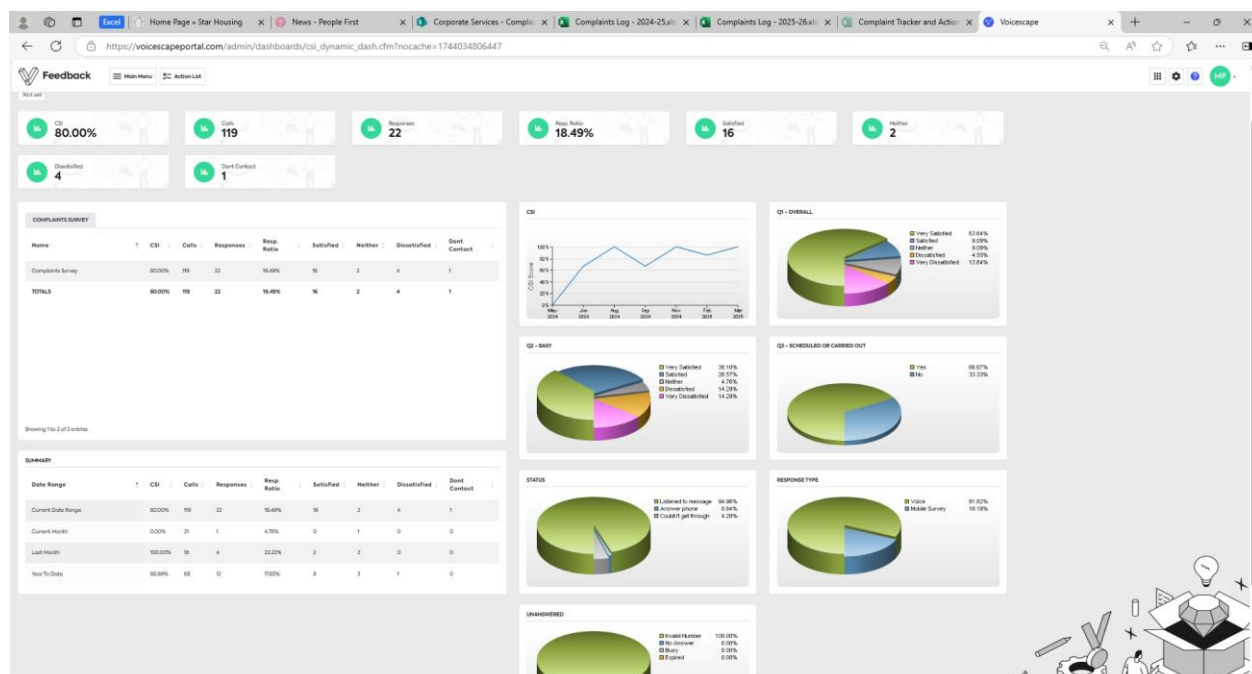 Excel
Home Page » Star Housing
News - People First
Corporate Services - Complai
Complaints Log - 2024-25.xls
Complaints Log - 2025-26.xls
Complaint Tracker and Action
Voicescape
https://voicescapeportal.com/admin/dashboards/csi_dynamic_dash.cfm?nocache=1744034806447
Feedback Main Menu Action List MP
Not set
CSI Calls Responses Resp. Ratio Satisfied Neither
80.00% 119 22 18.49% 16 2
Dissatisfied Dont Contact
4 1
COMPLAINTS SURVEY
Name CSI Calls Responses Resp. Ratio Satisfied Neither Dissatisfied Dont Contact
Complaints Survey 80.00% 119 22 18.49% 16 2 4 1
TOTALS 80.00% 119 22 18.49% 16 2 4 1
Showing 1 to 2 of 2 entries
SUMMARY
Date Range CSI Calls Responses Resp. Ratio Satisfied Neither Dissatisfied Dont Contact
Current Date Range 80.00% 119 22 18.49% 16 2 4 1
Current Month 0.00% 21 1 4.76% 0 1 0 0
Last Month 100.00% 18 4 22.22% 2 2 0 0
Year To Date 88.89% 68 12 17.65% 8 3 1 0
CSI
CSI Score
100%
80%
60%
40%
20%
0%
May 2024 Jun 2024 Aug 2024 Sep 2024 Nov 2024 Feb 2025 Mar 2025
Q1 - OVERALL
Very Satisfied 63.64%
Satisfied 9.09%
Neither 9.09%
Dissatisfied 4.55%
Very Dissatisfied 13.64%
Q2 - EASY
Very Satisfied 38.10%
Satisfied 28.57%
Neither 4.76%
Dissatisfied 14.29%
Very Dissatisfied 14.29%
Q3 - SCHEDULED OR CARRIED OUT
Yes 66.67%
No 33.33%
STATUS
Listened to message 94.96%
Answer phone 0.84%
Couldn't get through 4.20%
RESPONSE TYPE
Voice 81.82%
Mobile Survey 18.18%
UNANSWERED
Invalid Number 100.00%
No Answer 0.00%
Busy 0.00%
Expired 0.00%